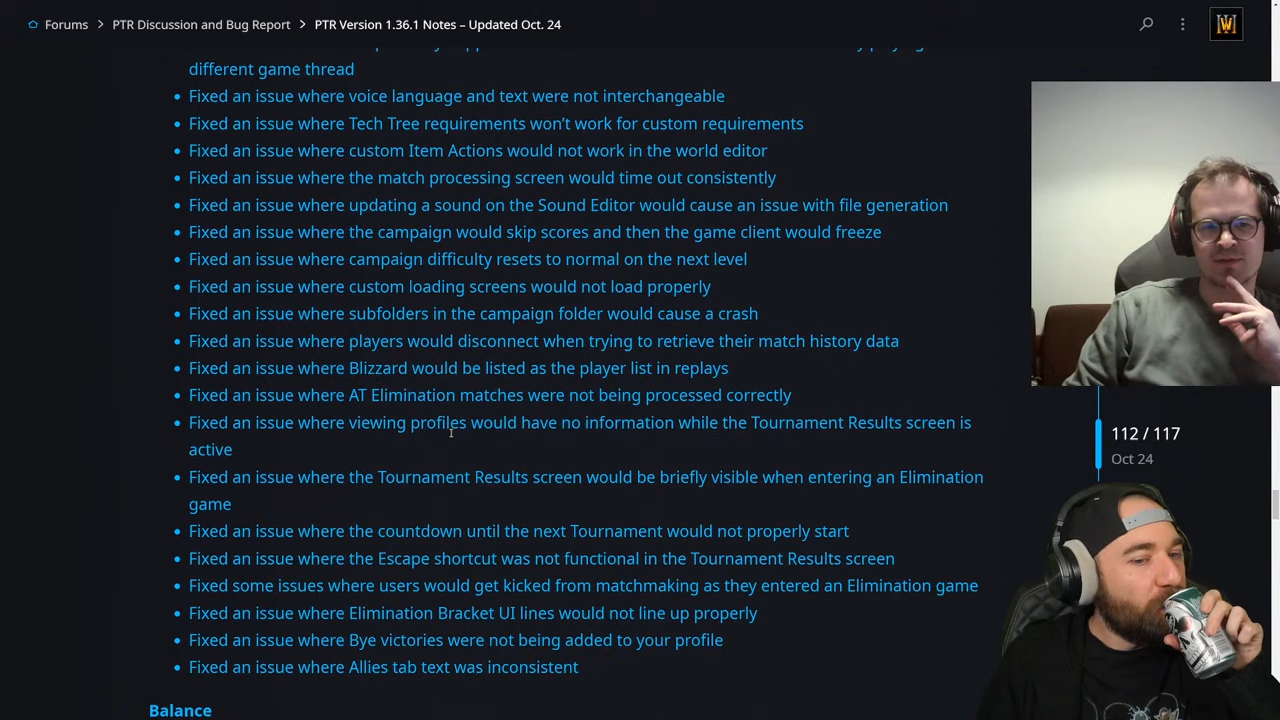 Forums > PTR Discussion and Bug Report > PTR Version 1.36.1 Notes – Updated Oct. 24
different game thread
• Fixed an issue where voice language and text were not interchangeable
• Fixed an issue where Tech Tree requirements won’t work for custom requirements
• Fixed an issue where custom Item Actions would not work in the world editor
• Fixed an issue where the match processing screen would time out consistently
• Fixed an issue where updating a sound on the Sound Editor would cause an issue with file generation
• Fixed an issue where the campaign would skip scores and then the game client would freeze
• Fixed an issue where campaign difficulty resets to normal on the next level
• Fixed an issue where custom loading screens would not load properly
• Fixed an issue where subfolders in the campaign folder would cause a crash
• Fixed an issue where players would disconnect when trying to retrieve their match history data
• Fixed an issue where Blizzard would be listed as the player list in replays
• Fixed an issue where AT Elimination matches were not being processed correctly
• Fixed an issue where viewing profiles would have no information while the Tournament Results screen is
active
112 / 117
Oct 24
• Fixed an issue where the Tournament Results screen would be briefly visible when entering an Elimination
game
• Fixed an issue where the countdown until the next Tournament would not properly start
• Fixed an issue where the Escape shortcut was not functional in the Tournament Results screen
• Fixed some issues where users would get kicked from matchmaking as they entered an Elimination game
• Fixed an issue where Elimination Bracket UI lines would not line up properly
• Fixed an issue where Bye victories were not being added to your profile
• Fixed an issue where Allies tab text was inconsistent
Balance